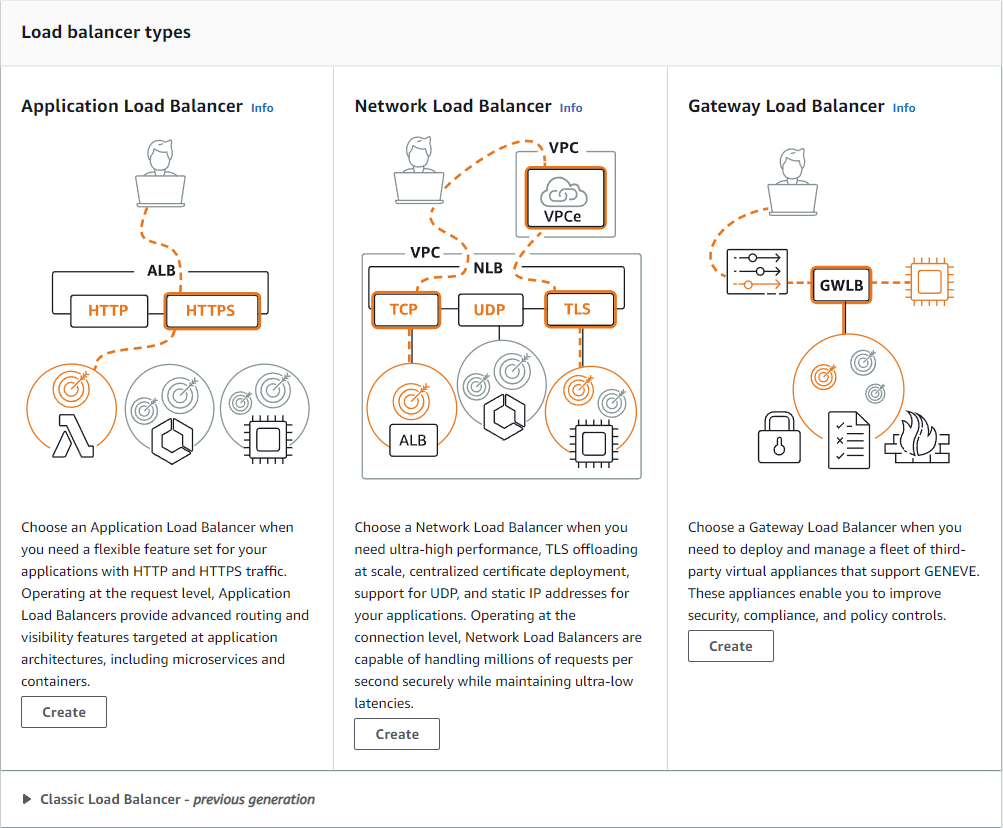 Load balancer types
Application Load Balancer Info
ALB
HTTP
HTTPS
Choose an Application Load Balancer when
you need a flexible feature set for your
applications with HTTP and HTTPS traffic.
Operating at the request level, Application
Load Balancers provide advanced routing and
visibility features targeted at application
architectures, including microservices and
containers.
Create
Network Load Balancer Info
VPC
VPCe
VPC
NLB
TCP
UDP
TLS
ALB
Choose a Network Load Balancer when you
need ultra-high performance, TLS offloading
at scale, centralized certificate deployment,
support for UDP, and static IP addresses for
your applications. Operating at the
connection level, Network Load Balancers are
capable of handling millions of requests per
second securely while maintaining ultra-low
latencies.
Create
Gateway Load Balancer Info
GWLB
Choose a Gateway Load Balancer when you
need to deploy and manage a fleet of third-
party virtual appliances that support GENEVE.
These appliances enable you to improve
security, compliance, and policy controls.
Create
Classic Load Balancer - previous generation